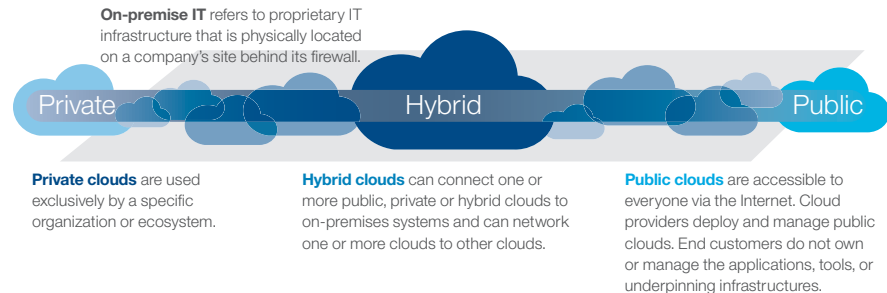 On-premise IT refers to proprietary IT
infrastructure that is physically located
on a company's site behind its firewall.
Private
Hybrid
Public
Private clouds are used
exclusively by a specific
organization or ecosystem.
Hybrid clouds can connect one or
more public, private or hybrid clouds to
on-premises systems and can network
one or more clouds to other clouds.
Public clouds are accessible to
everyone via the Internet. Cloud
providers deploy and manage public
clouds. End customers do not own
or manage the applications, tools, or
underpinning infrastructures.